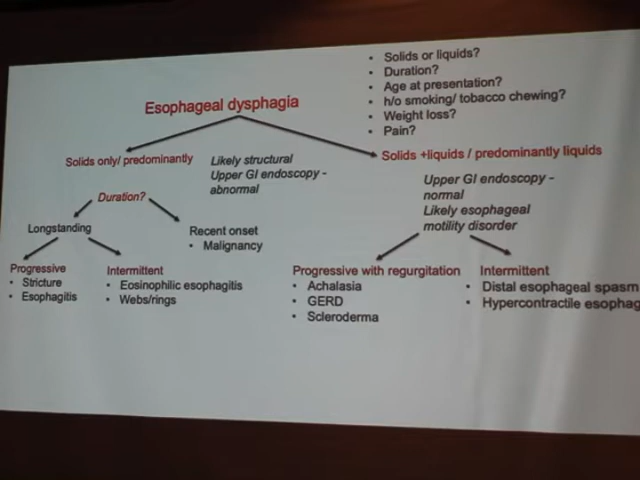 • Solids or liquids?
• Duration?
• Age at presentation?
• h/o smoking/ tobacco chewing?
• Weight loss?
• Pain?
Esophageal dysphagia
Solids only/ predominantly
Likely structural
Upper GI endoscopy -
abnormal
Solids +liquids / predominantly liquids
Upper GI endoscopy –
normal
Likely esophageal
motility disorder
Duration?
Longstanding
Recent onset
• Malignancy
Progressive
• Stricture
• Esophagitis
Intermittent
• Eosinophilic esophagitis
• Webs/rings
Progressive with regurgitation
• Achalasia
• GERD
• Scleroderma
Intermittent
• Distal esophageal spasm
• Hypercontractile esophag